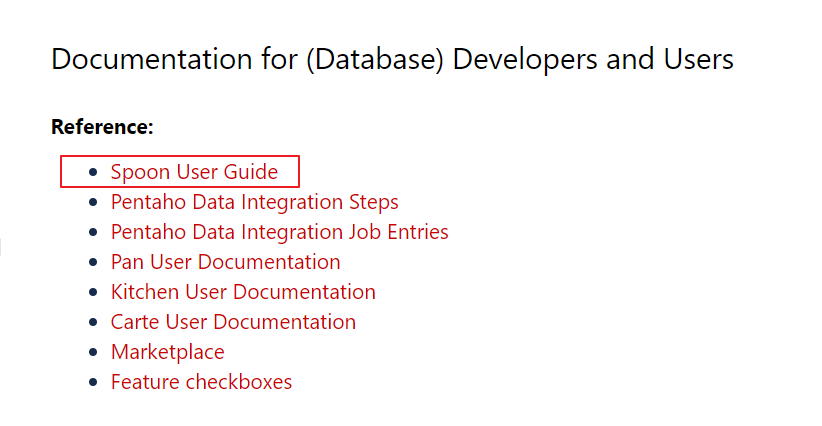 Documentation for (Database) Developers and Users
Reference:
Spoon User Guide
Pentaho Data Integration Steps
Pentaho Data Integration Job Entries
Pan User Documentation
Kitchen User Documentation
Carte User Documentation
Marketplace
Feature checkboxes